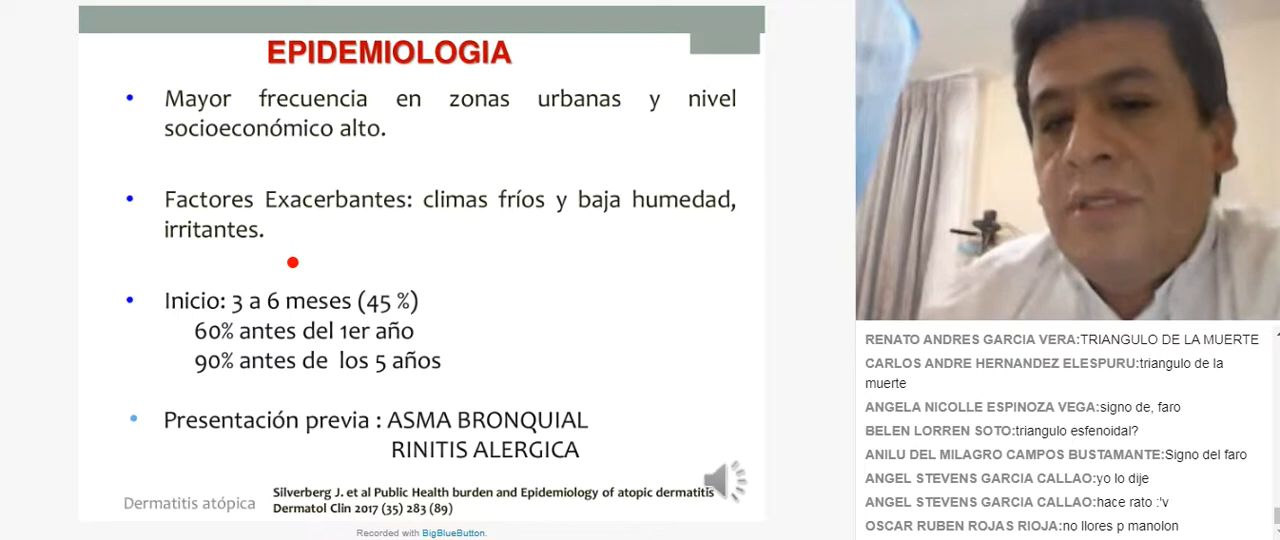 EPIDEMIOLOGIA
• Mayor frecuencia en zonas urbanas y nivel
socioeconómico alto.
• Factores Exacerbantes: climas fríos y baja humedad,
irritantes.
• Inicio: 3 a 6 meses (45 %)
60% antes del 1er año
90% antes de los 5 años
• Presentación previa : ASMA BRONQUIAL
RINITIS ALERGICA
Dermatitis atópica
Silverberg J. et al Public Health burden and Epidemiology of atopic dermatitis
Dermatol Clin 2017 (35) 283 (89)
Recorded with BigBlueButton.
RENATO ANDRES GARCIA VERA:TRIANGULO DE LA MUERTE
CARLOS ANDRE HERNANDEZ ELESPURU:triangulo de la
muerte
ANGELA NICOLLE ESPINOZA VEGA:signo de, faro
BELEN LORREN SOTO:triangulo esfenoidal?
ANILU DEL MILAGRO CAMPOS BUSTAMANTE:Signo del faro
ANGEL STEVENS GARCIA CALLAO:yo lo dije
ANGEL STEVENS GARCIA CALLAO:hace rato :'v
OSCAR RUBEN ROJAS RIOJA:no llores p manolon